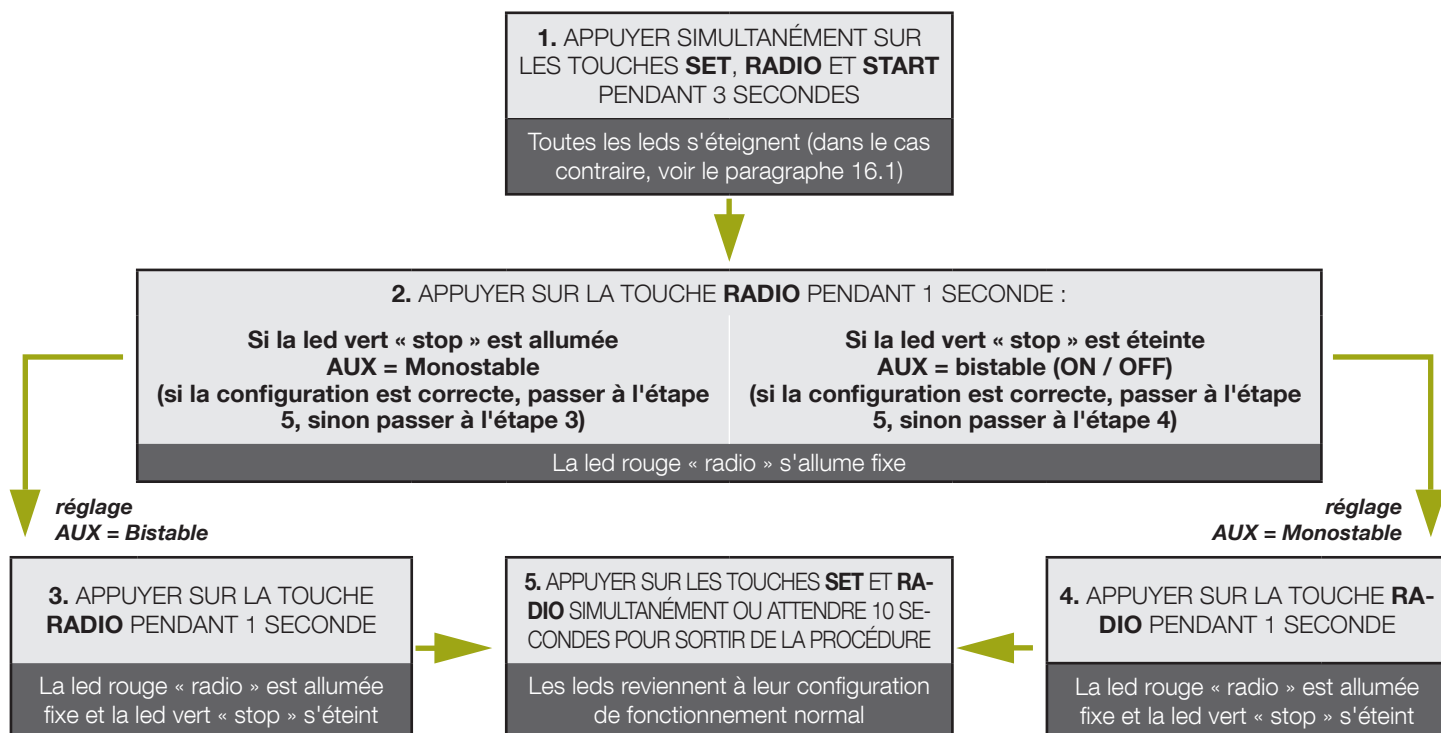 1. APPUYER SIMULTANÉMENT SUR
LES TOUCHES SET, RADIO ET START
PENDANT 3 SECONDES
Toutes les leds s'éteignent (dans le cas
contraire, voir le paragraphe 16.1)
2. APPUYER SUR LA TOUCHE RADIO PENDANT 1 SECONDE :
Si la led vert « stop » est allumée
AUX = Monostable
(si la configuration est correcte, passer à l'étape
5, sinon passer à l'étape 3)
Si la led vert « stop » est éteinte
AUX = bistable (ON / OFF)
(si la configuration est correcte, passer à l'étape
5, sinon passer à l'étape 4)
La led rouge « radio » s'allume fixe
réglage
AUX = Bistable
réglage
AUX = Monostable
3. APPUYER SUR LA TOUCHE
RADIO PENDANT 1 SECONDE
La led rouge « radio » est allumée
fixe et la led vert « stop » s'éteint
5. APPUYER SUR LES TOUCHES SET ET RA-
DIO SIMULTANÉMENT OU ATTENDRE 10 SE-
CONDES POUR SORTIR DE LA PROCÉDURE
Les leds reviennent à leur configuration
de fonctionnement normal
4. APPUYER SUR LA TOUCHE RA-
DIO PENDANT 1 SECONDE
La led rouge « radio » est allumée
fixe et la led vert « stop » s'éteint